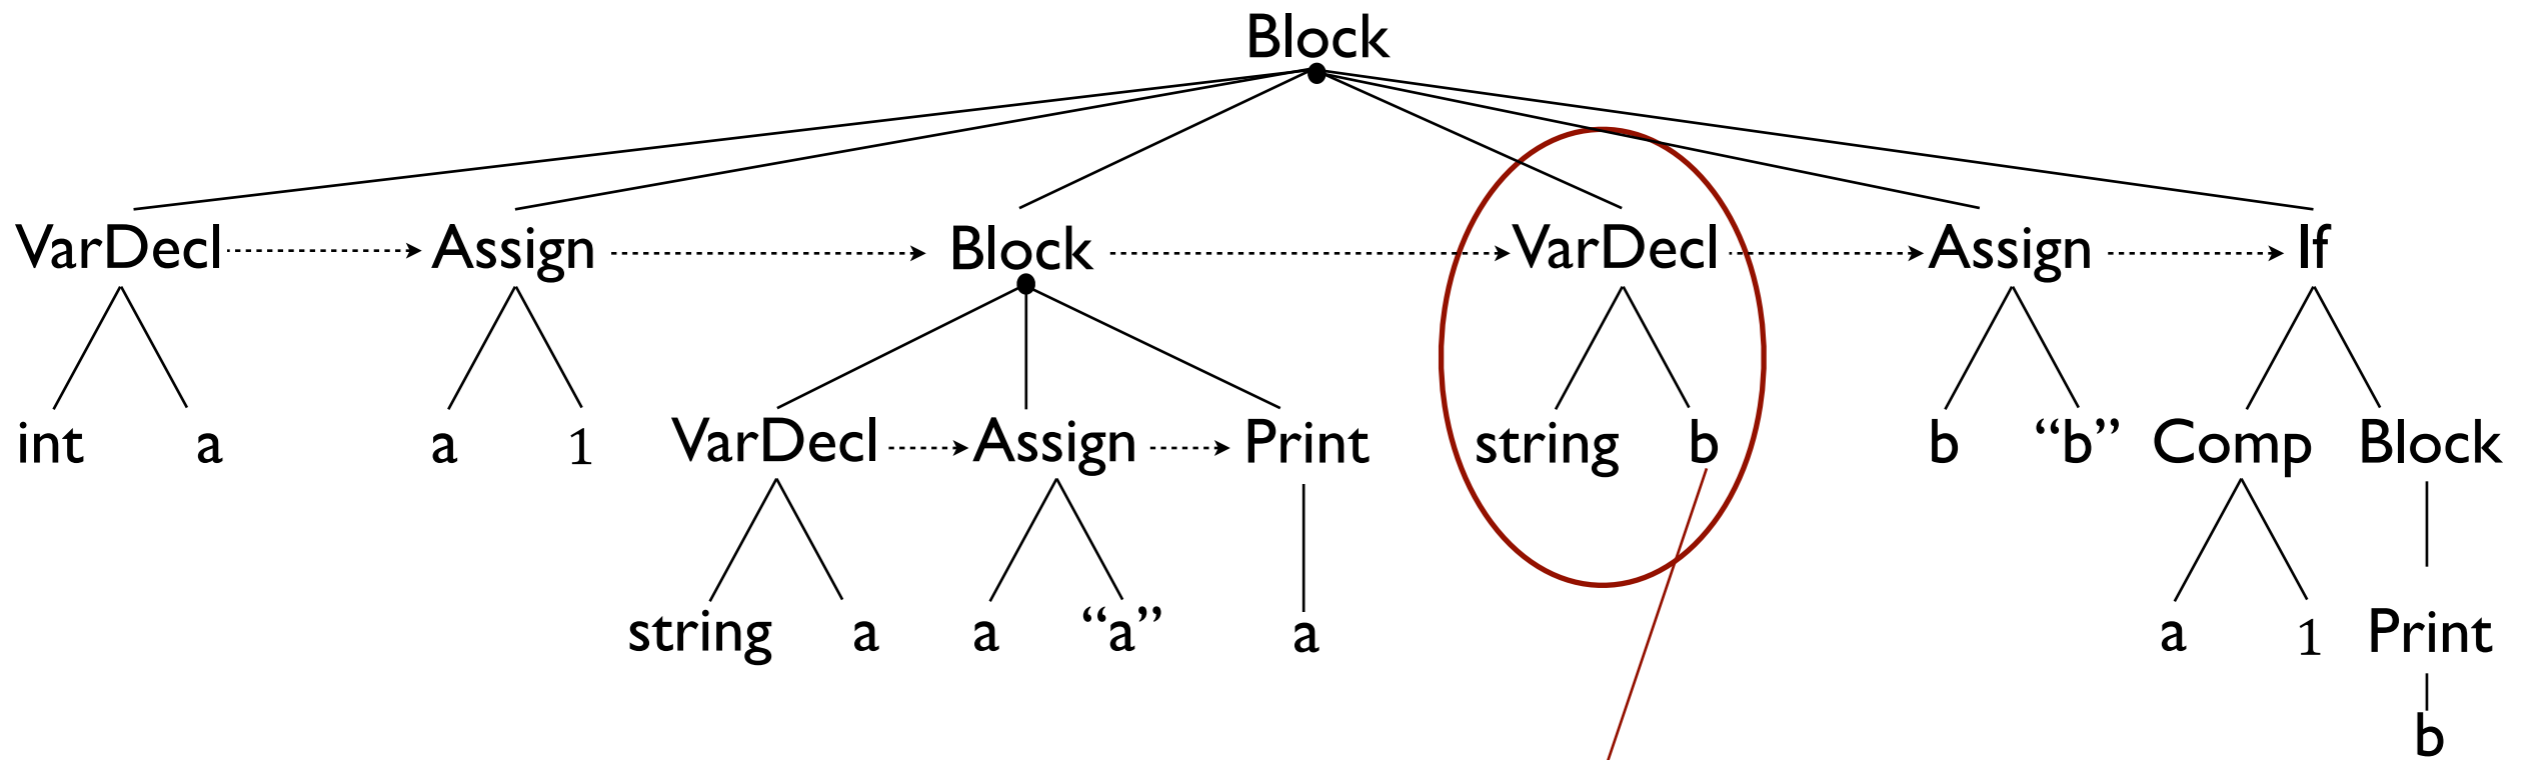 Block
VarDecl Assign Block VarDecl Assign If
int a a 1 VarDecl Assign Print string b b “b” Comp Block
string a a “a” a a 1 Print
b